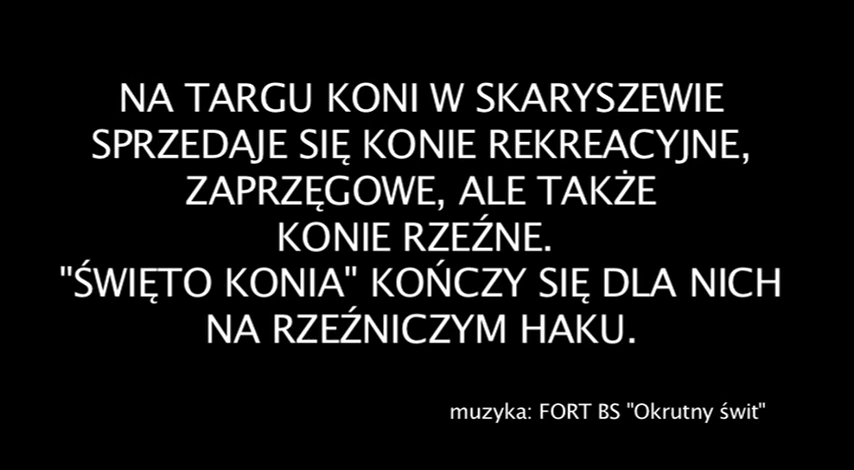 NA TARGU KONI W SKARYSZEWIE
SPRZEDAJE SIĘ KONIE REKREACYJNE,
ZAPRZĘGOWE, ALE TAKŻE
KONIE RZEŹNE.
"ŚWIĘTO KONIA" KOŃCZY SIĘ DLA NICH
NA RZEŹNICZYM HAKU.
muzyka: FORT BS "Okrutny świt"